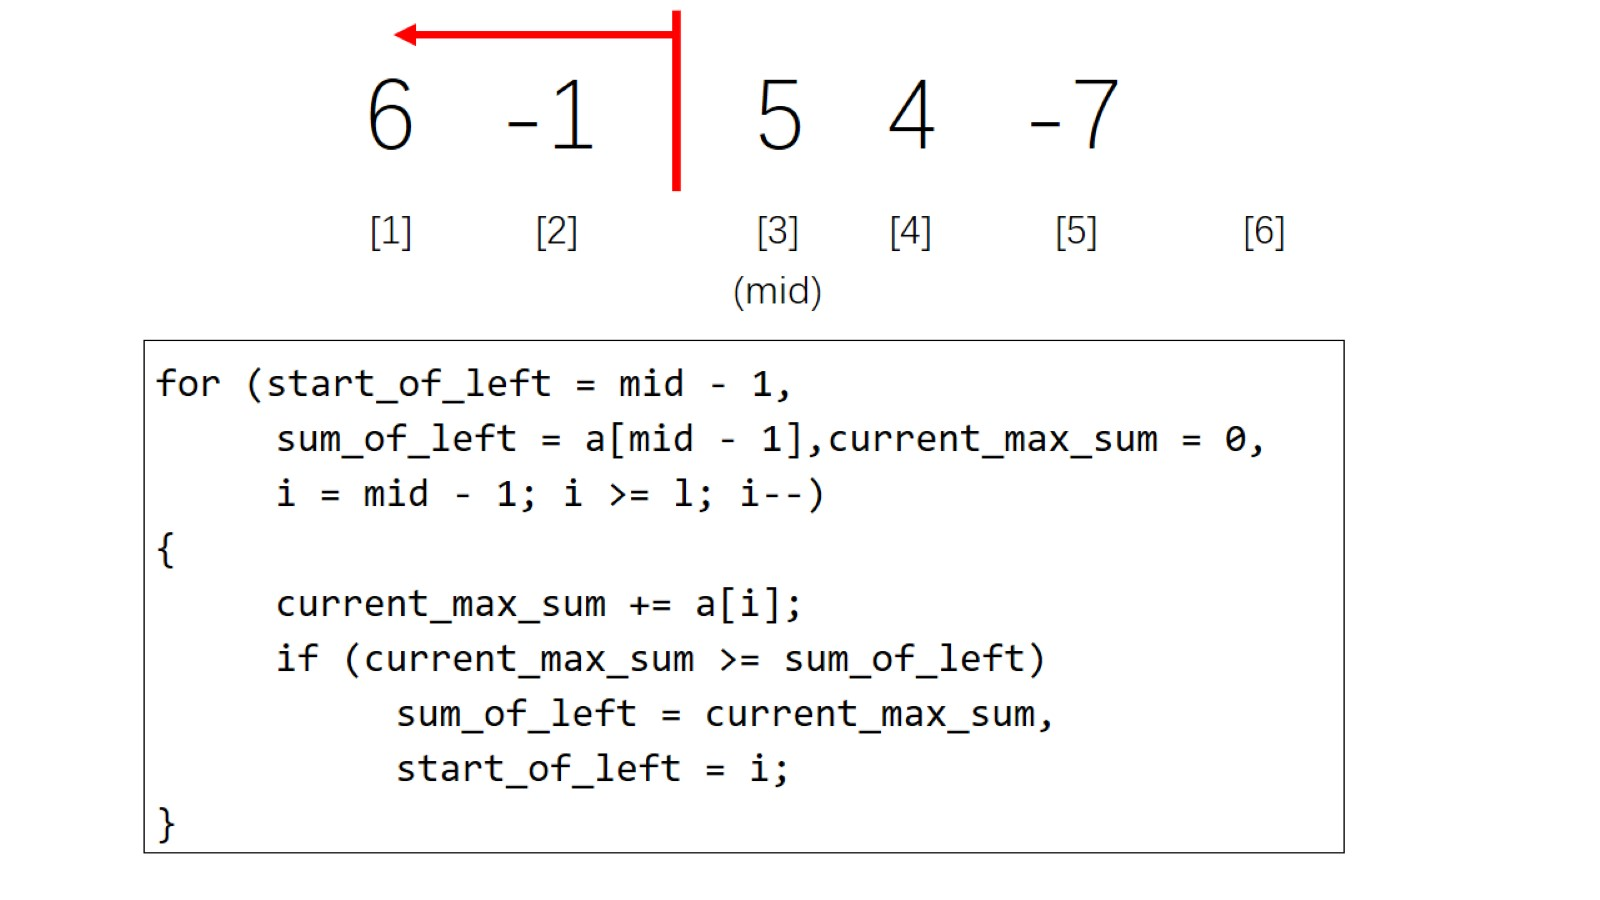 6 -1 5 4 -7
[1] [2] [3] [4] [5] [6]
(mid)
for (start_of_left = mid - 1,
sum_of_left = a[mid - 1],current_max_sum = 0,
i = mid - 1; i >= l; i--)
{
current_max_sum += a[i];
if (current_max_sum >= sum_of_left)
sum_of_left = current_max_sum,
start_of_left = i;
}